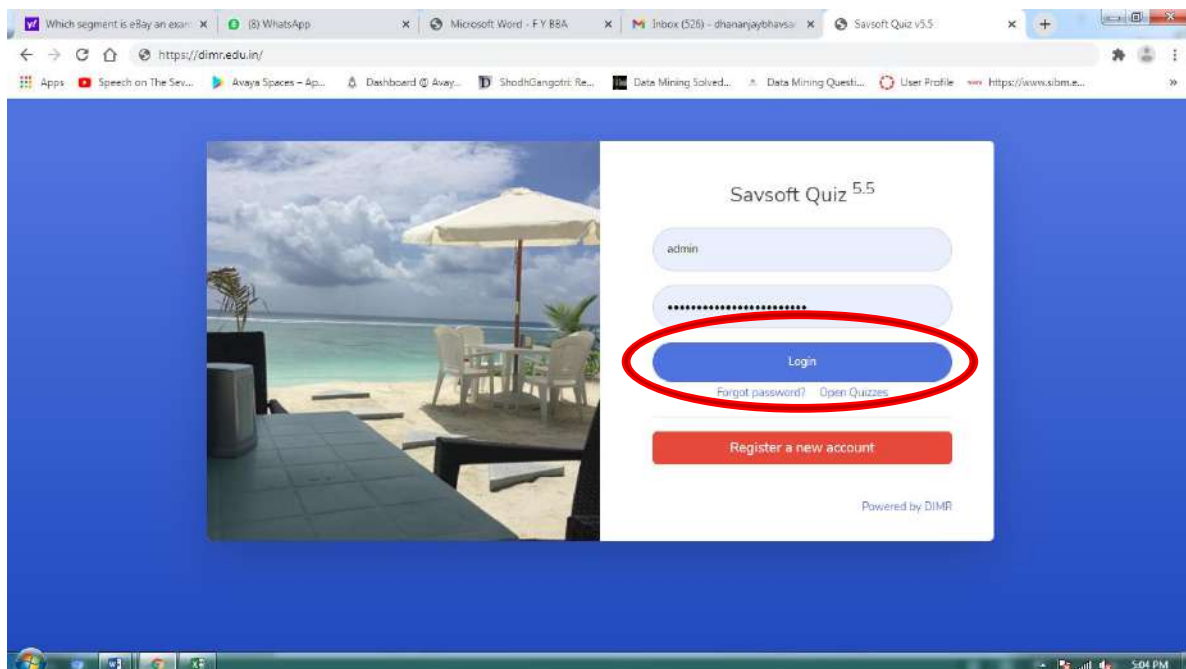 Which segment is eBay an exam
(8) WhatsApp
Microsoft Word - F Y BBA
Inbox (526) - dhananjaybhavsar
Savsoft Quiz v5.5
https://dimr.edu.in/
Apps
Speech on The Sev...
Avaya Spaces – Ap...
Dashboard @ Avay...
ShodhGangotri: Re...
Data Mining Solved...
Data Mining Questi...
User Profile
https://www.sibm.e...
»
Savsoft Quiz 5.5
admin
Login
Forgot password? Open Quizzes
Register a new account
Powered by DIMR
5:04 PM